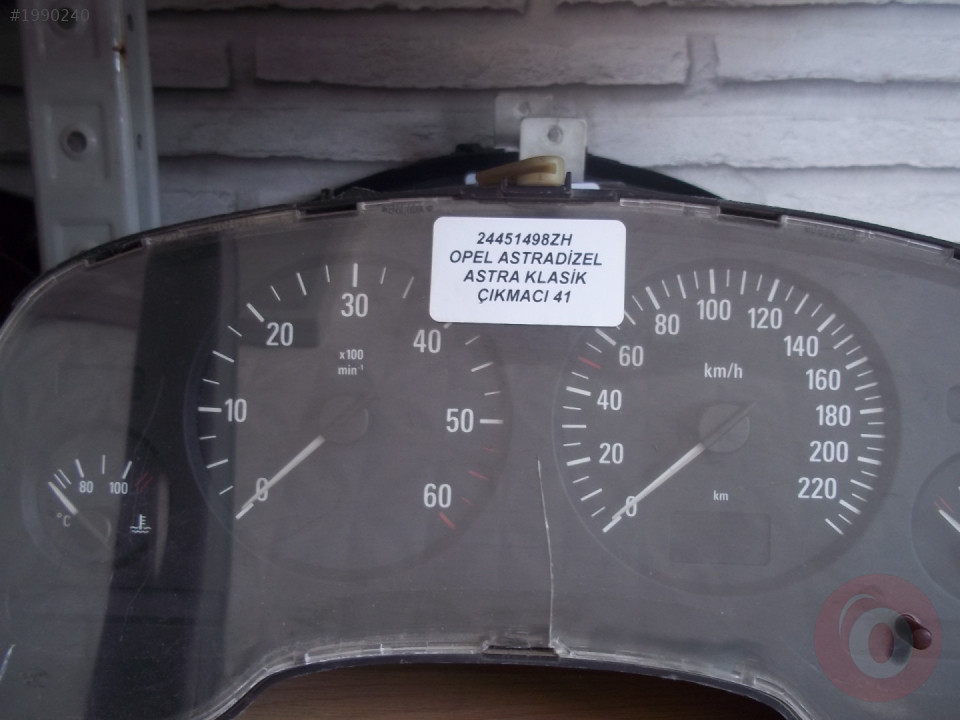 #1990240
24451498ZH
OPEL ASTRADİZEL
ASTRA KLASİK
ÇIKMACI 41
0
10
20
30
40
50
60
x100
min⁻¹
0
20
40
60
80
100
120
140
160
180
200
220
km/h
km
80
100
°C